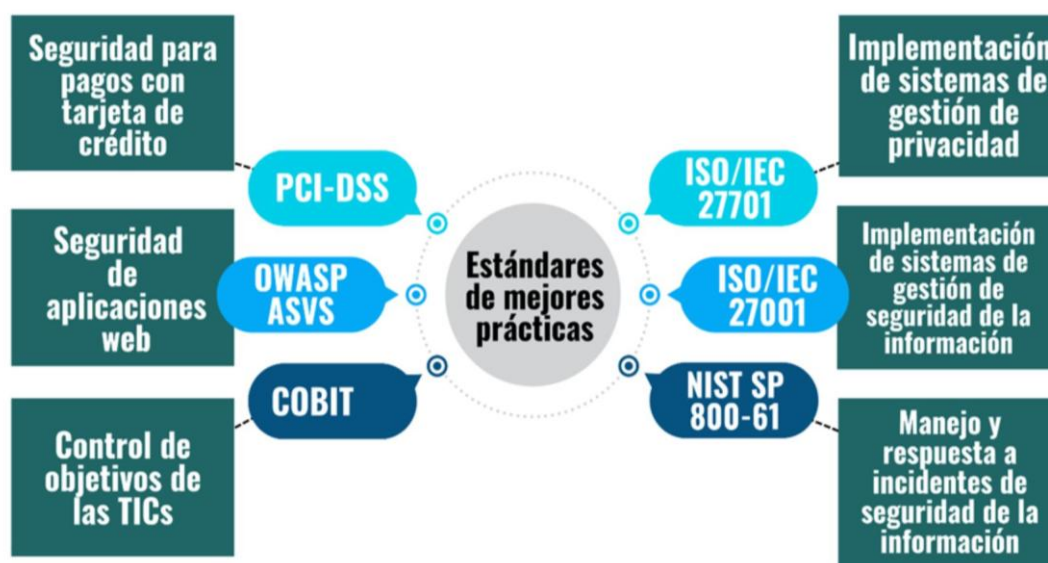 Seguridad para
pagos con
tarjeta de
crédito
PCI-DSS
Seguridad
de
aplicaciones
web
OWASP
ASVS
Control de
objetivos de
las TICs
COBIT
Estándares
de mejores
prácticas
ISO/IEC
27701
Implementación
de sistemas de
gestión de
privacidad
ISO/IEC
27001
Implementación
de sistemas de
gestión de
seguridad de la
información
NIST SP
800-61
Manejo y
respuesta a
incidentes de
seguridad de la
información